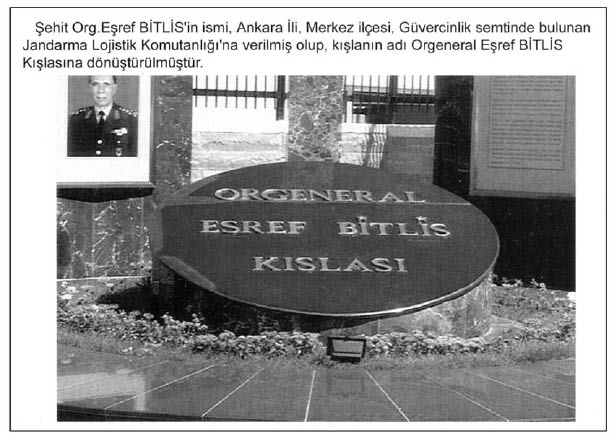 Şehit Org.Eşref BİTLİS'in ismi, Ankara İli, Merkez ilçesi, Güvercinlik semtinde bulunan
Jandarma Lojistik Komutanlığı'na verilmiş olup, kışlanın adı Orgeneral Eşref BİTLİS
Kışlasına dönüştürülmüştür.
ORGENERAL
EŞREF BİTLİS
KIŞLASI